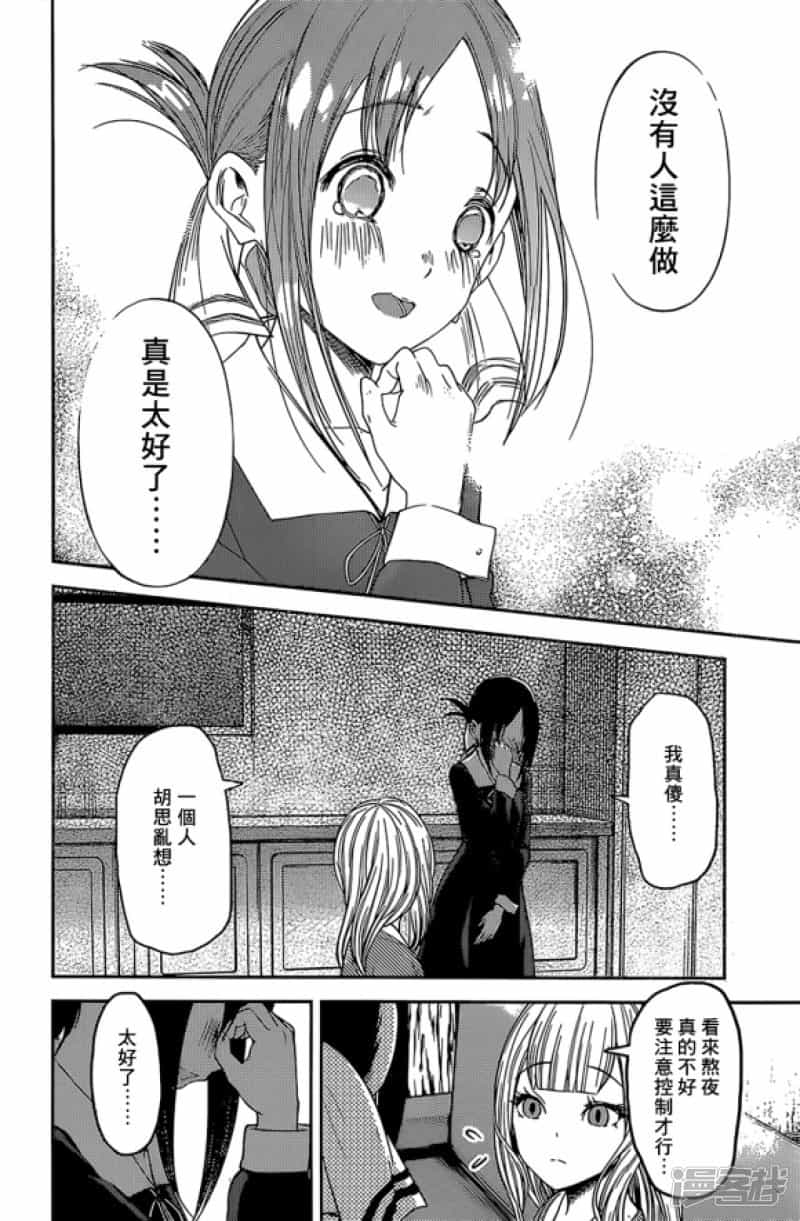 沒有人這麼做
真是太好了……
我真傻……
一個人
胡思亂想……
看來熬夜
真的不好
要注意控制才行…
太好了……
漫客栈